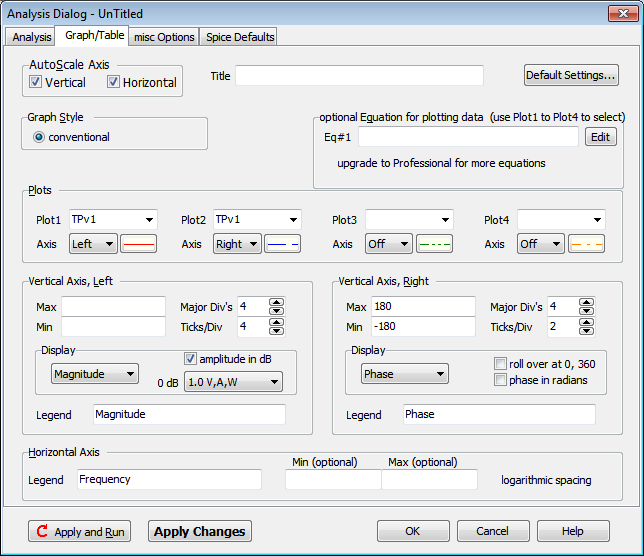 Analysis Dialog - UnTitled
Analysis Graph/Table misc Options Spice Defaults
AutoScale Axis
Vertical Horizontal Title Default Settings...
Graph Style optional Equation for plotting data (use Plot1 to Plot4 to select)
conventional Eq#1 Edit
upgrade to Professional for more equations
Plots
Plot1 TPv1 Plot2 TPv1 Plot3 Plot4
Axis Left Axis Right Axis Off Axis Off
Vertical Axis, Left Vertical Axis, Right
Max Major Div's 4 Max 180 Major Div's 4
Min Ticks/Div 4 Min -180 Ticks/Div 2
Display amplitude in dB Display roll over at 0, 360
Magnitude 0 dB 1.0 V,A,W Phase phase in radians
Legend Magnitude Legend Phase
Horizontal Axis Min (optional) Max (optional)
Legend Frequency logarithmic spacing
Apply and Run Apply Changes OK Cancel Help